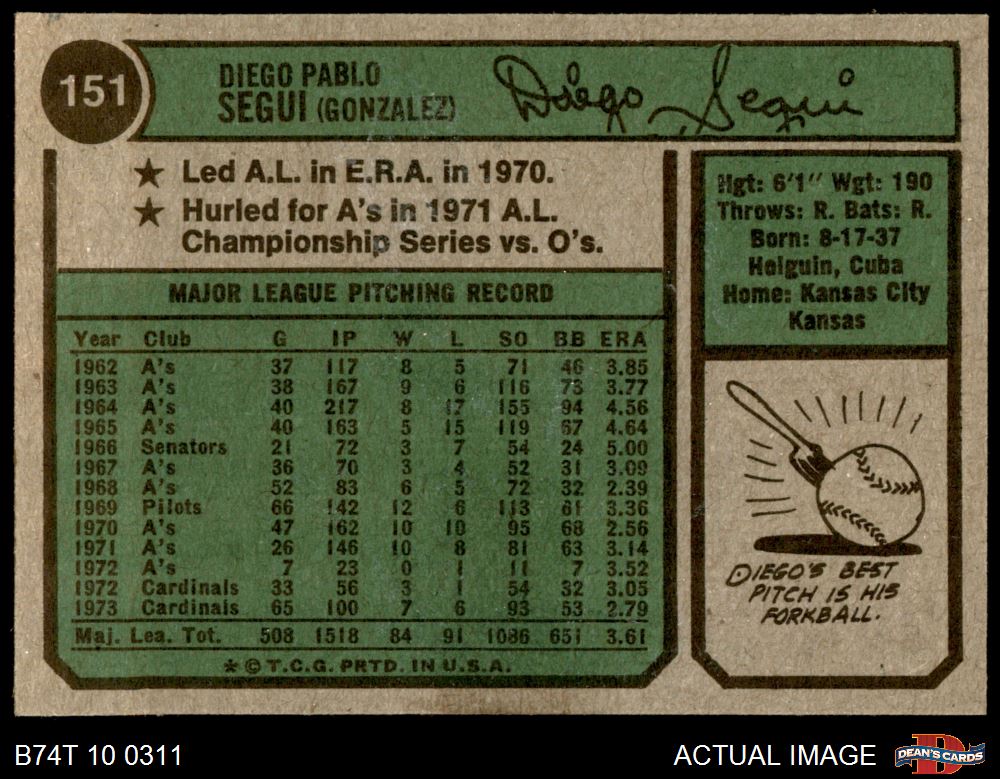 151
DIEGO PABLO
SEGUI (GONZALEZ)
Diego Segui
★ Led A.L. in E.R.A. in 1970.
★ Hurled for A's in 1971 A.L.
Championship Series vs. O's.
Hgt: 6'1" Wgt: 190
Throws: R. Bats: R.
Born: 8-17-37
Holguin, Cuba
Home: Kansas City
Kansas
MAJOR LEAGUE PITCHING RECORD
Year Club G IP W L SO BB ERA
1962 A's 37 117 8 5 71 46 3.85
1963 A's 38 167 9 6 116 73 3.77
1964 A's 40 217 8 17 155 94 4.56
1965 A's 40 163 5 15 119 67 4.64
1966 Senators 21 72 3 7 54 24 5.00
1967 A's 36 70 3 4 52 31 3.09
1968 A's 52 83 6 5 72 32 2.39
1969 Pilots 66 142 12 6 113 61 3.36
1970 A's 47 162 10 10 95 68 2.56
1971 A's 26 146 10 8 81 63 3.14
1972 A's 7 23 0 1 11 7 3.52
1972 Cardinals 33 56 3 1 54 32 3.05
1973 Cardinals 65 100 7 6 93 53 2.79
Maj. Lea. Tot. 508 1518 84 91 1086 651 3.61
★ © T.C.G. PRTD. IN U.S.A.
DIEGO'S BEST
PITCH IS HIS
FORKBALL.
B74T 10 0311
ACTUAL IMAGE
DEAN'S CARDS